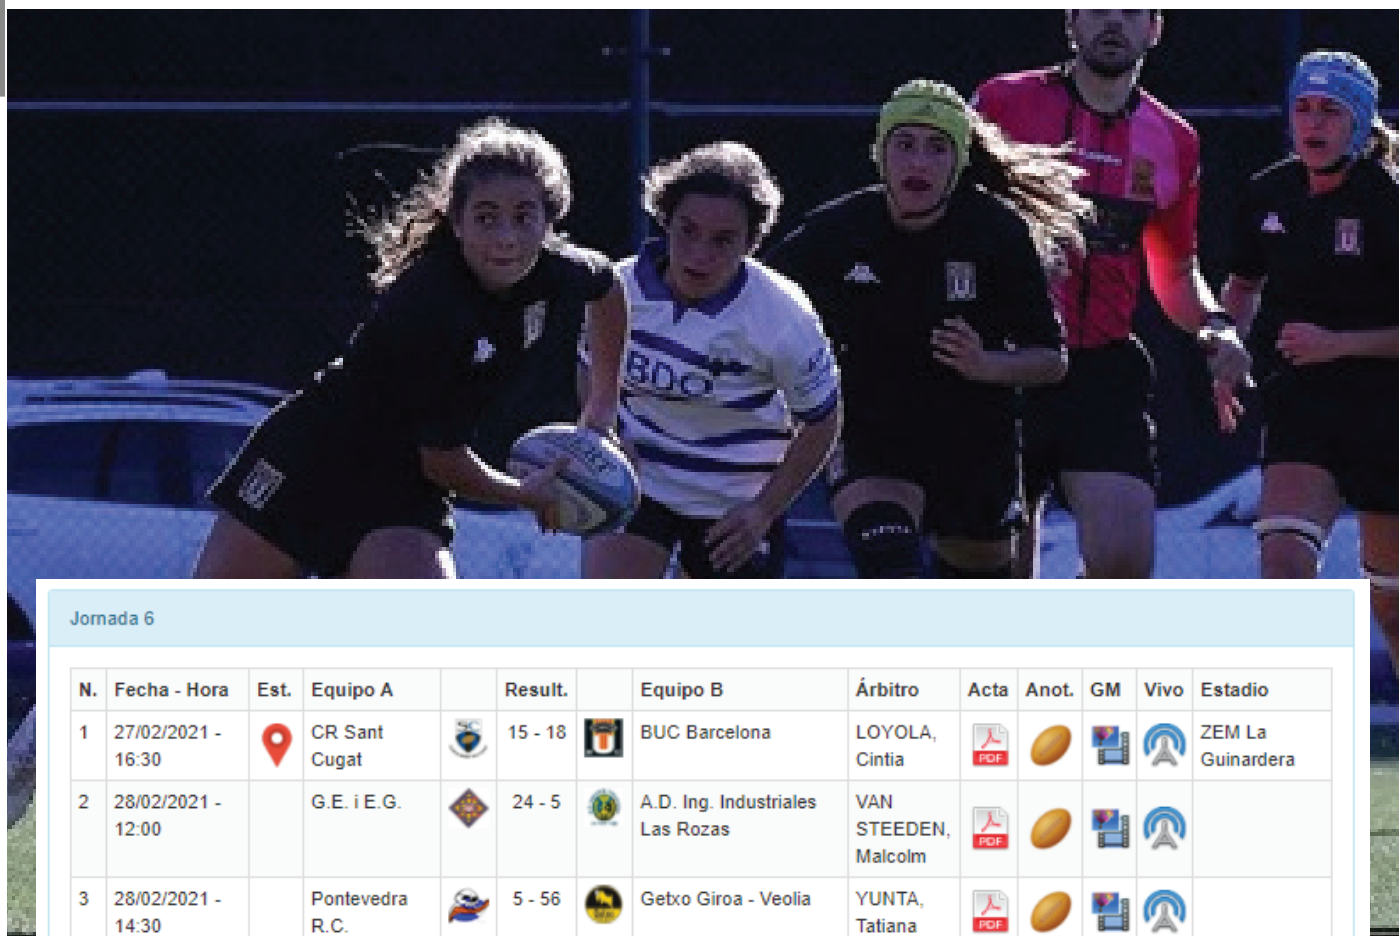 BDO
Jornada 6
N. Fecha - Hora Est. Equipo A Result. Equipo B Árbitro Acta Anot. GM Vivo Estadio
1 27/02/2021 - CR Sant 15 - 18 BUC Barcelona LOYOLA, ZEM La
16:30 Cugat Cintia PDF Guinardera
2 28/02/2021 - G.E. i E.G. 24 - 5 A.D. Ing. Industriales VAN
12:00 Las Rozas STEEDEN, PDF
Malcolm
3 28/02/2021 - Pontevedra 5 - 56 Getxo Giroa - Veolia YUNTA,
14:30 R.C. Tatiana PDF